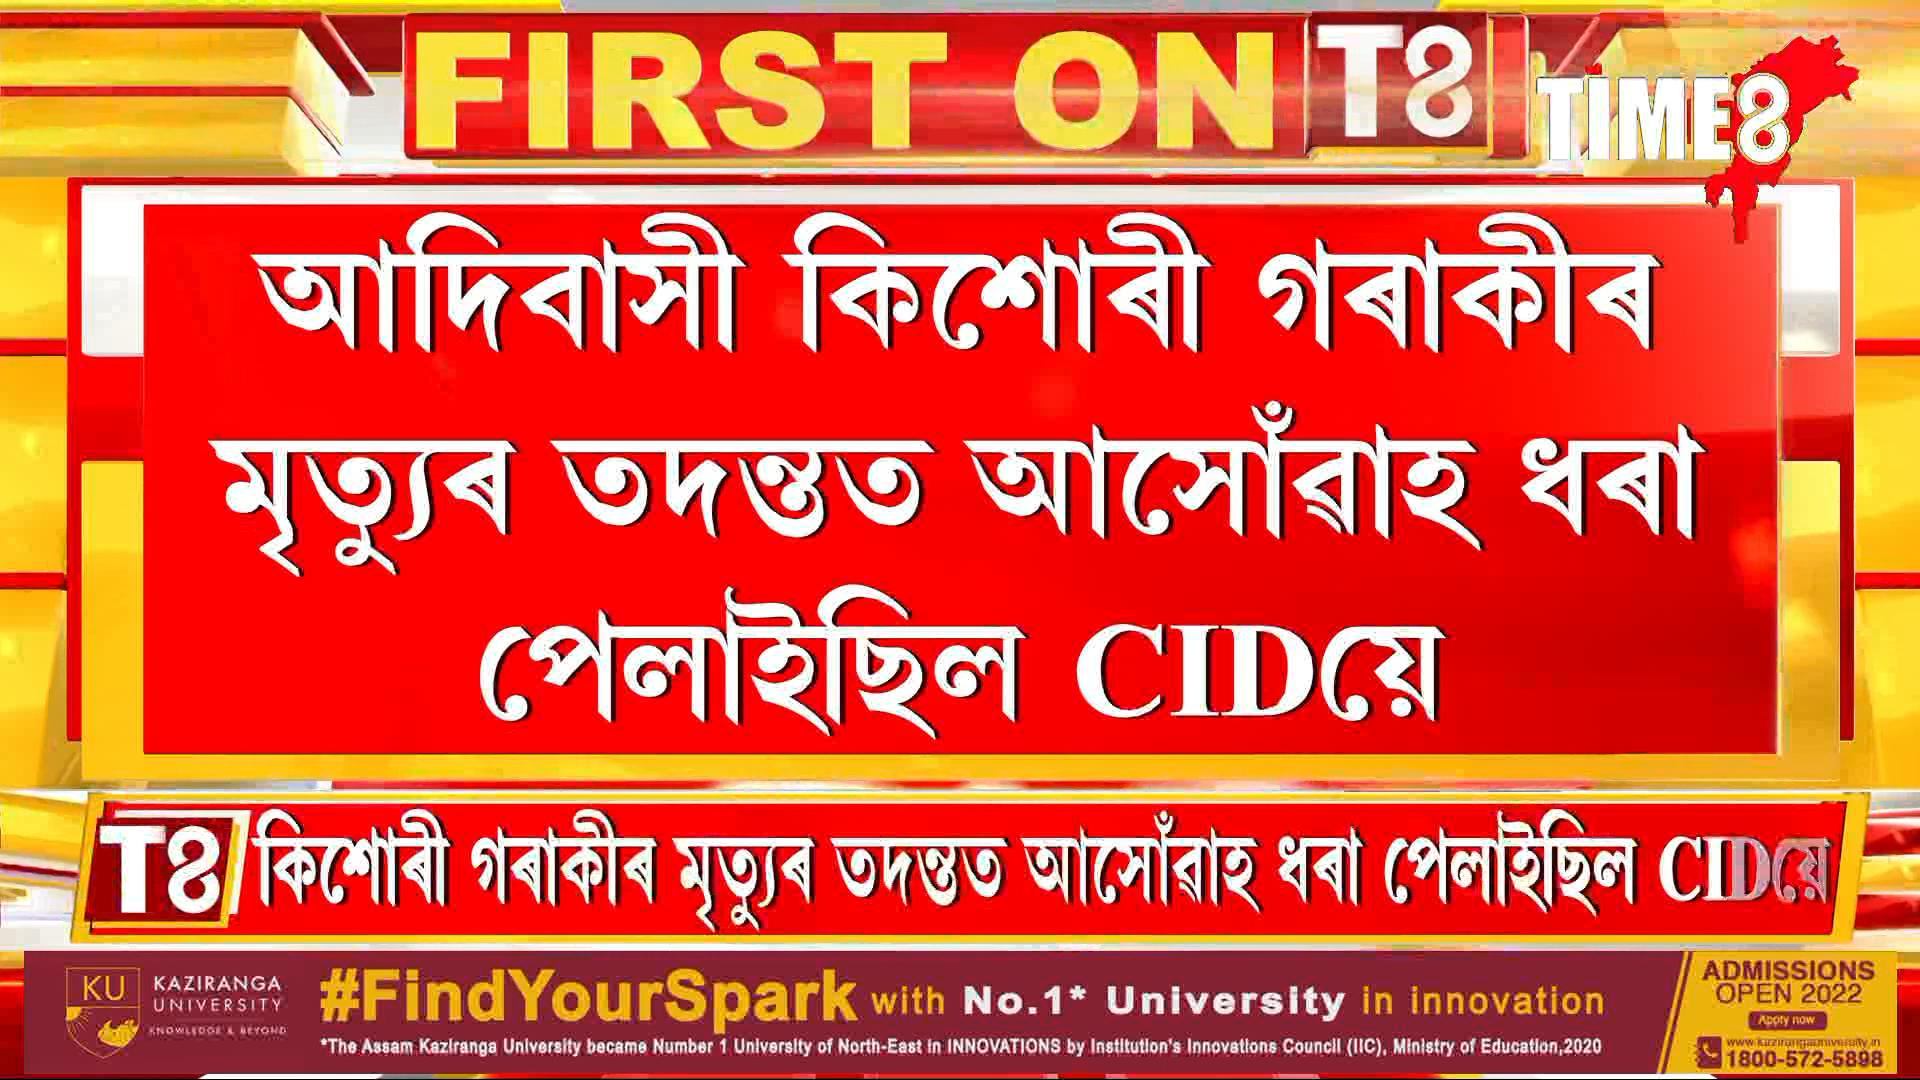 FIRST ON T8
TIME8
আদিবাসী কিশোৰী গৰাকীৰ
মৃত্যুৰ তদন্তত আসোঁৱাহ ধৰা
পেলাইছিল CIDয়ে
T8 কিশোৰী গৰাকীৰ মৃত্যুৰ তদন্তত আসোঁৱাহ ধৰা পেলাইছিল CIDয়ে
KU
KAZIRANGA
UNIVERSITY
KNOWLEDGE & BEYOND
#FindYourSpark with No.1* University in innovation
*The Assam Kaziranga University became Number 1 University of North-East in INNOVATIONS by Institution's Innovations Council (IIC), Ministry of Education,2020
ADMISSIONS
OPEN 2022
Apply now
www.kazirangauniversity.in
1800-572-5898